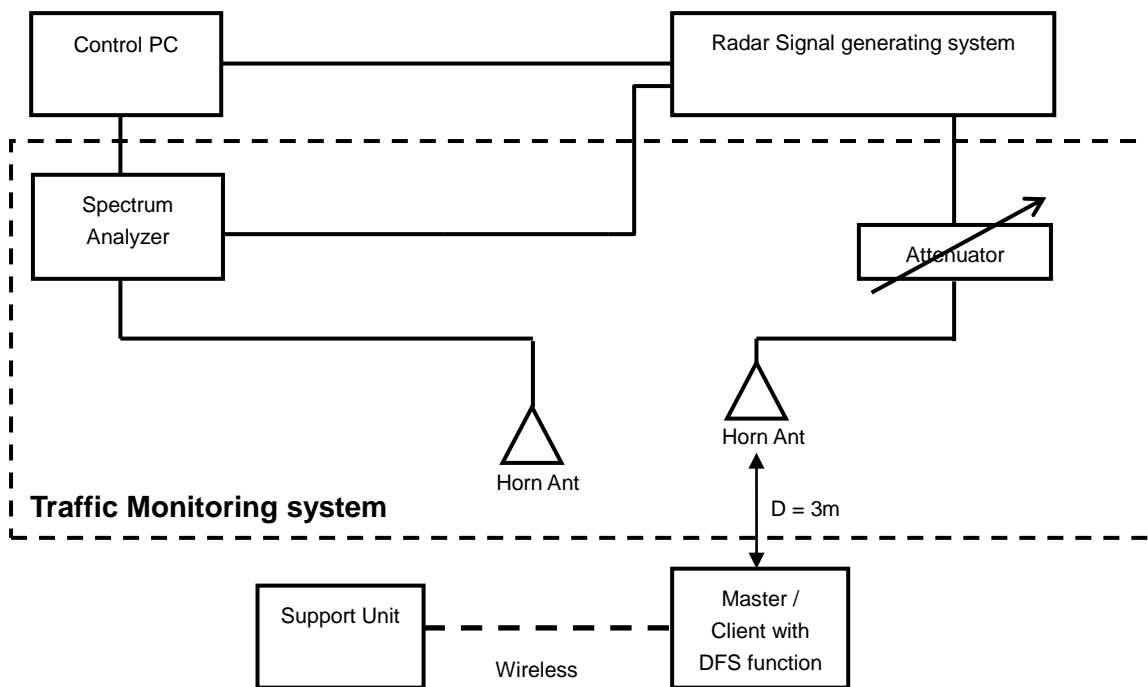 Control PC
Radar Signal generating system
Spectrum
Analyzer
Attenuator
Horn Ant
Horn Ant
Traffic Monitoring system
D = 3m
Support Unit
Wireless
Master /
Client with
DFS function